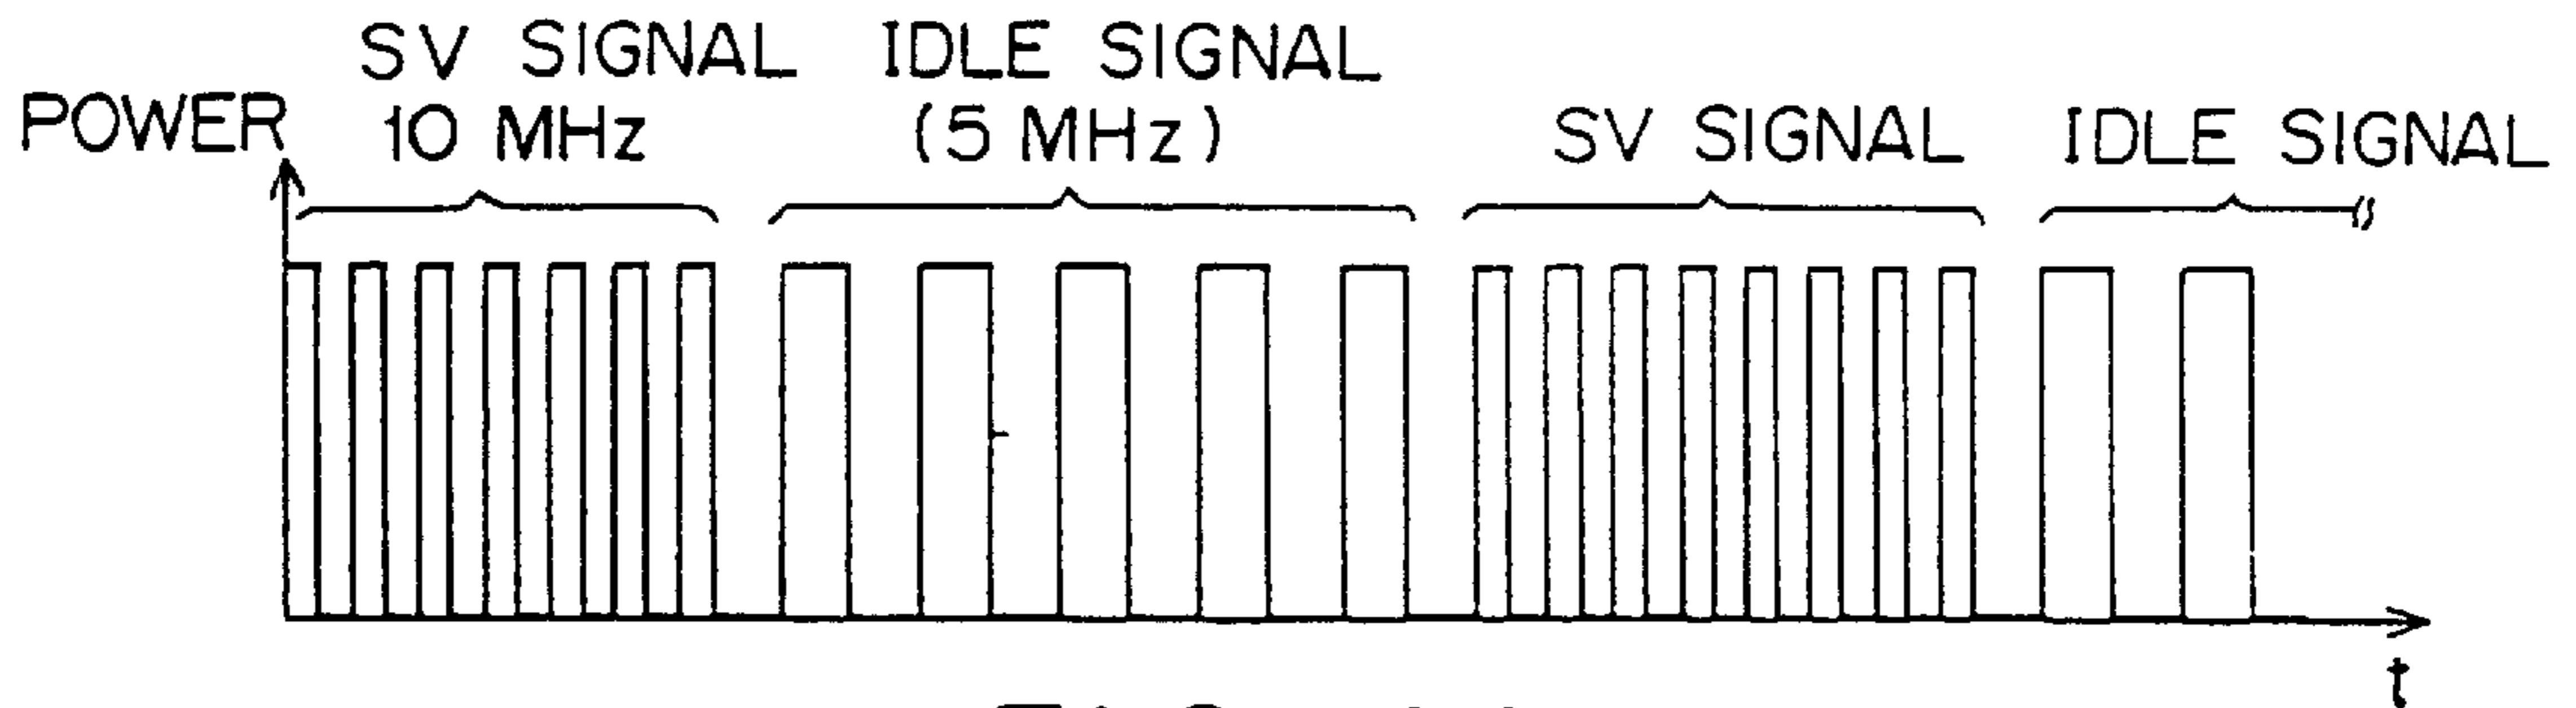 SV SIGNAL
10 MHz
IDLE SIGNAL
(5 MHz)
POWER
SV SIGNAL
IDLE SIGNAL
t